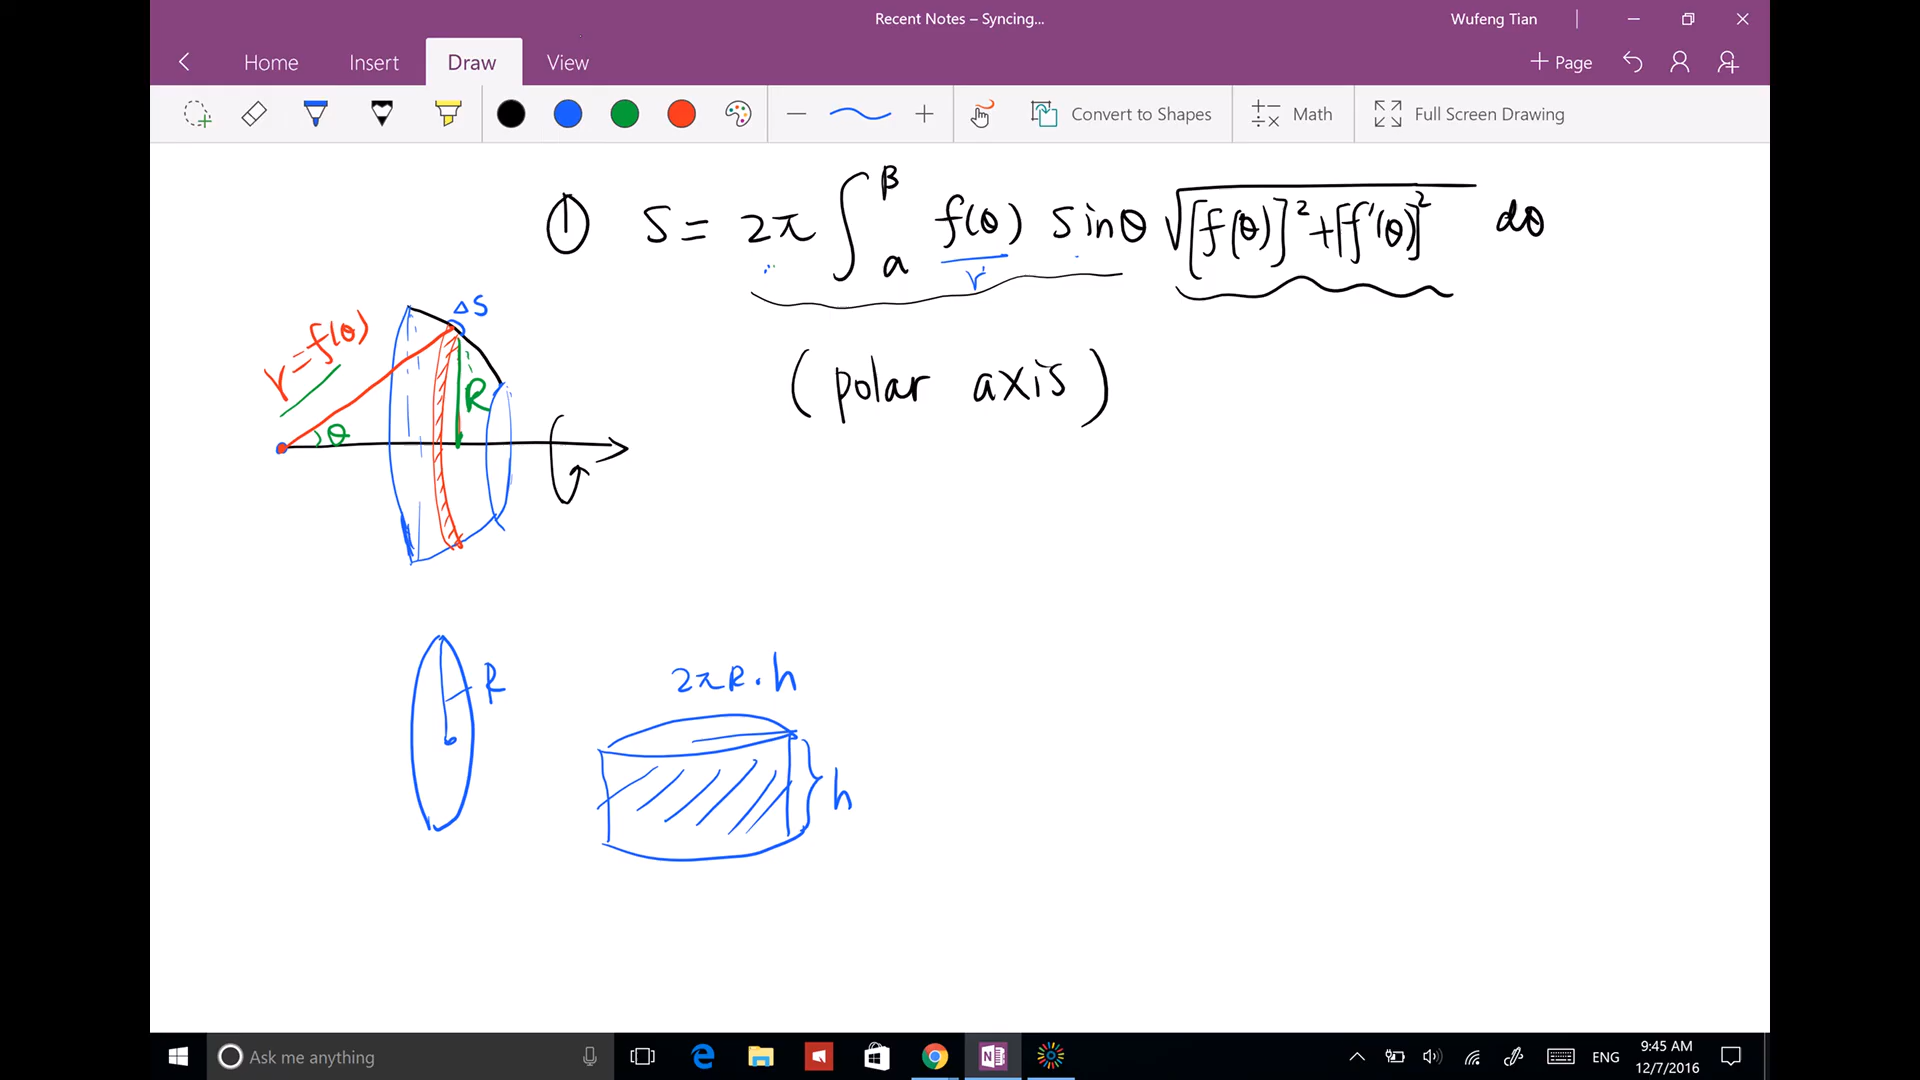 Recent Notes – Syncing...
Wufeng Tian
Home Insert Draw View
Page
Convert to Shapes
Math
Full Screen Drawing
① S = 2π ∫ₐ^β f(θ) sinθ √([f(θ)]² + [f'(θ)]²) dθ
r
(polar axis)
r = f(θ)
ΔS
R
θ
R
2πR · h
h
Ask me anything
ENG
9:45 AM
12/7/2016